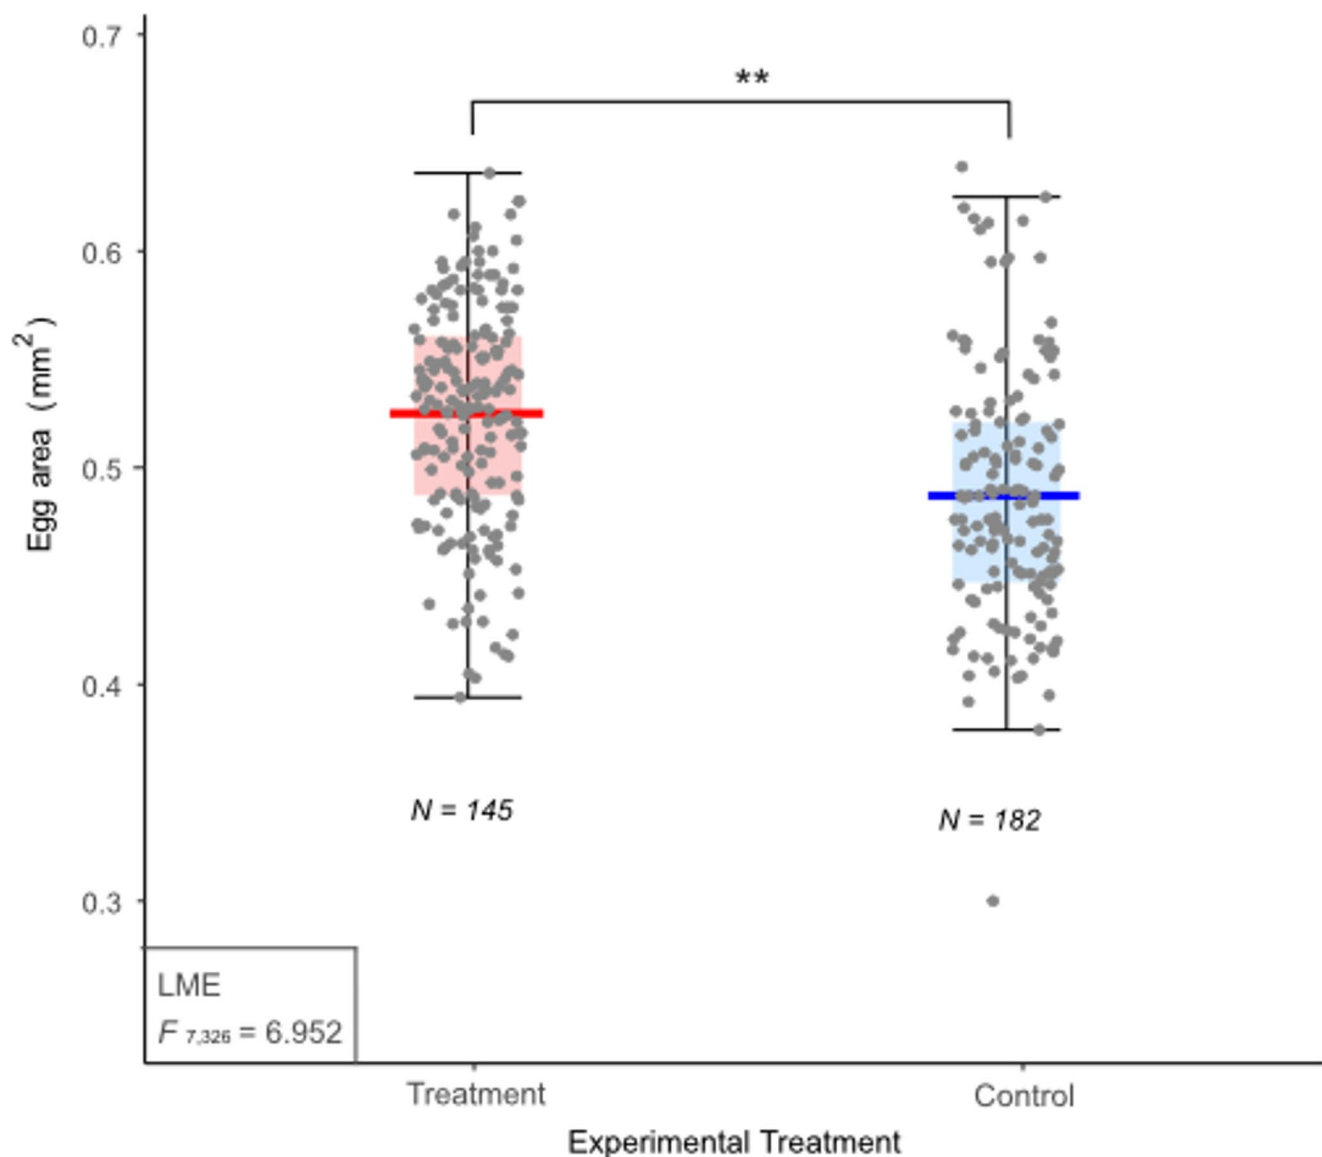 0.7
**
0.6
Egg area (mm²)
0.5
0.4
N = 145
N = 182
0.3
LME
F 7,326 = 6.952
Treatment
Control
Experimental Treatment